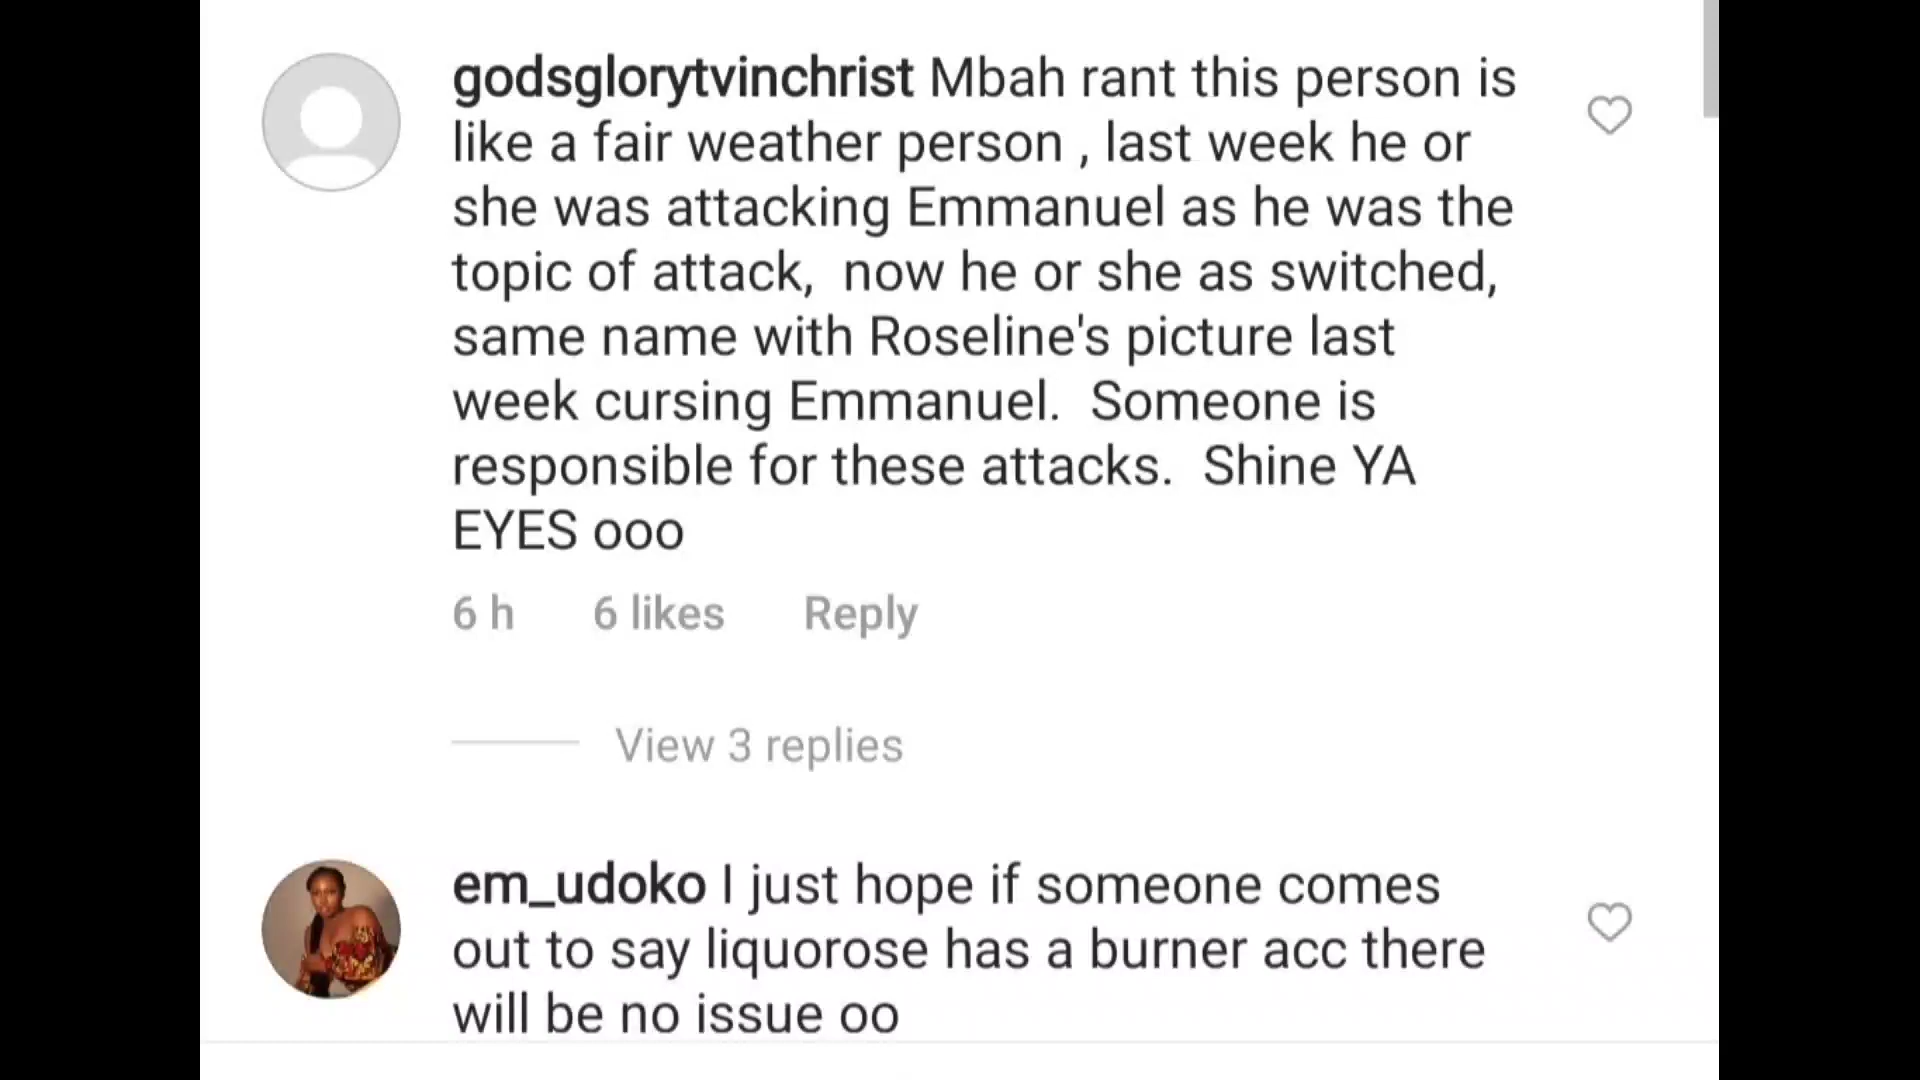 godsglorytvinchrist Mbah rant this person is
like a fair weather person , last week he or
she was attacking Emmanuel as he was the
topic of attack,  now he or she as switched,
same name with Roseline's picture last
week cursing Emmanuel.  Someone is
responsible for these attacks.  Shine YA
EYES ooo
6 h 6 likes Reply
View 3 replies
em_udoko I just hope if someone comes
out to say liquorose has a burner acc there
will be no issue oo